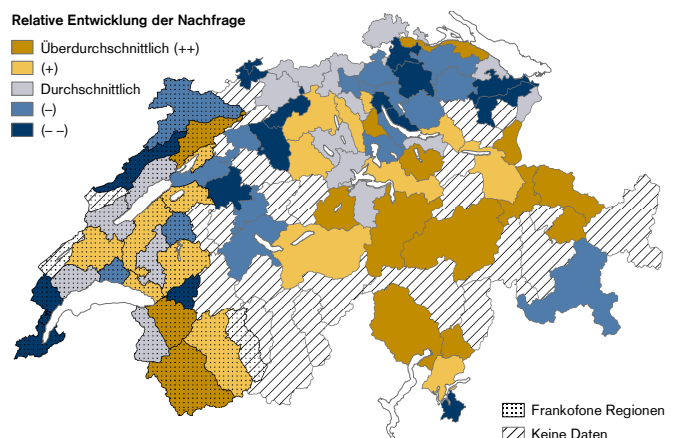 Relative Entwicklung der Nachfrage
Überdurchschnittlich (++)
(+)
Durchschnittlich
(–)
(– –)
Frankofone Regionen
Keine Daten